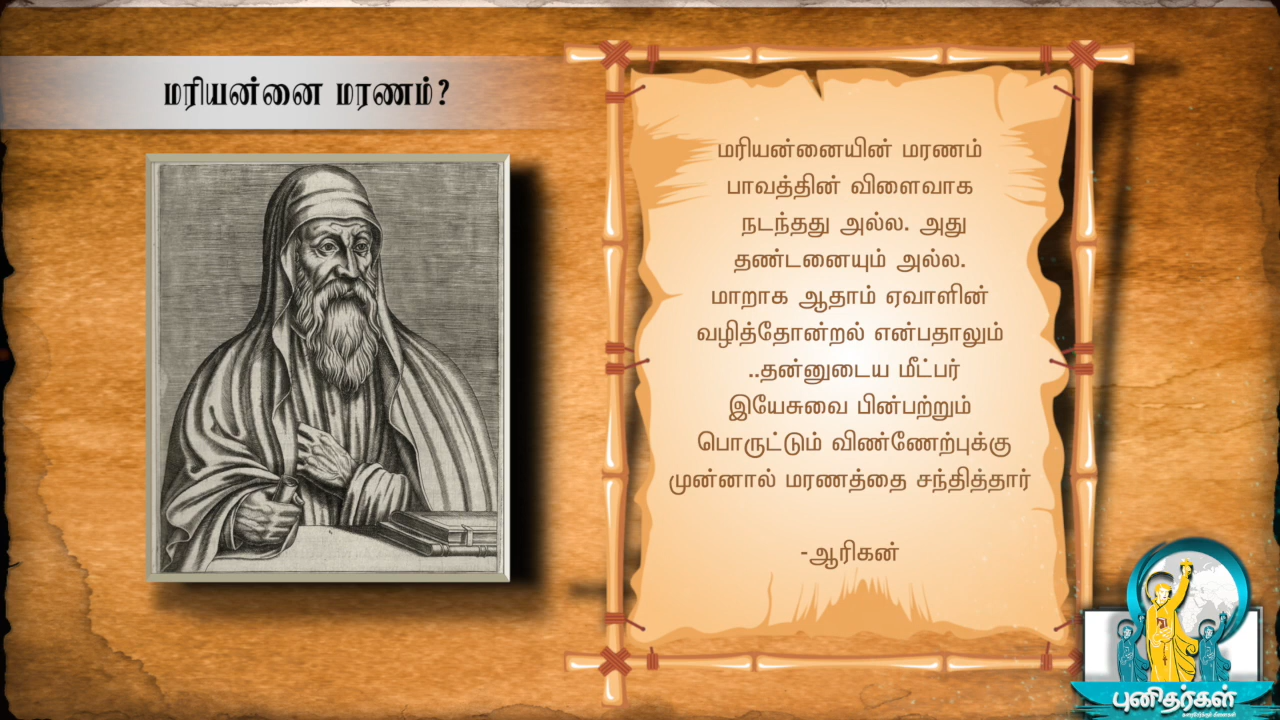 மரியன்னை மரணம்?
மரியன்னையின் மரணம்
பாவத்தின் விளைவாக
நடந்தது அல்ல. அது
தண்டனையும் அல்ல.
மாறாக ஆதாம் ஏவாளின்
வழித்தோன்றல் என்பதாலும்
..தன்னுடைய மீட்பர்
இயேசுவை பின்பற்றும்
பொருட்டும் விண்ணேற்புக்கு
முன்னால் மரணத்தை சந்தித்தார்
-ஆரிகன்
புனிதர்கள்